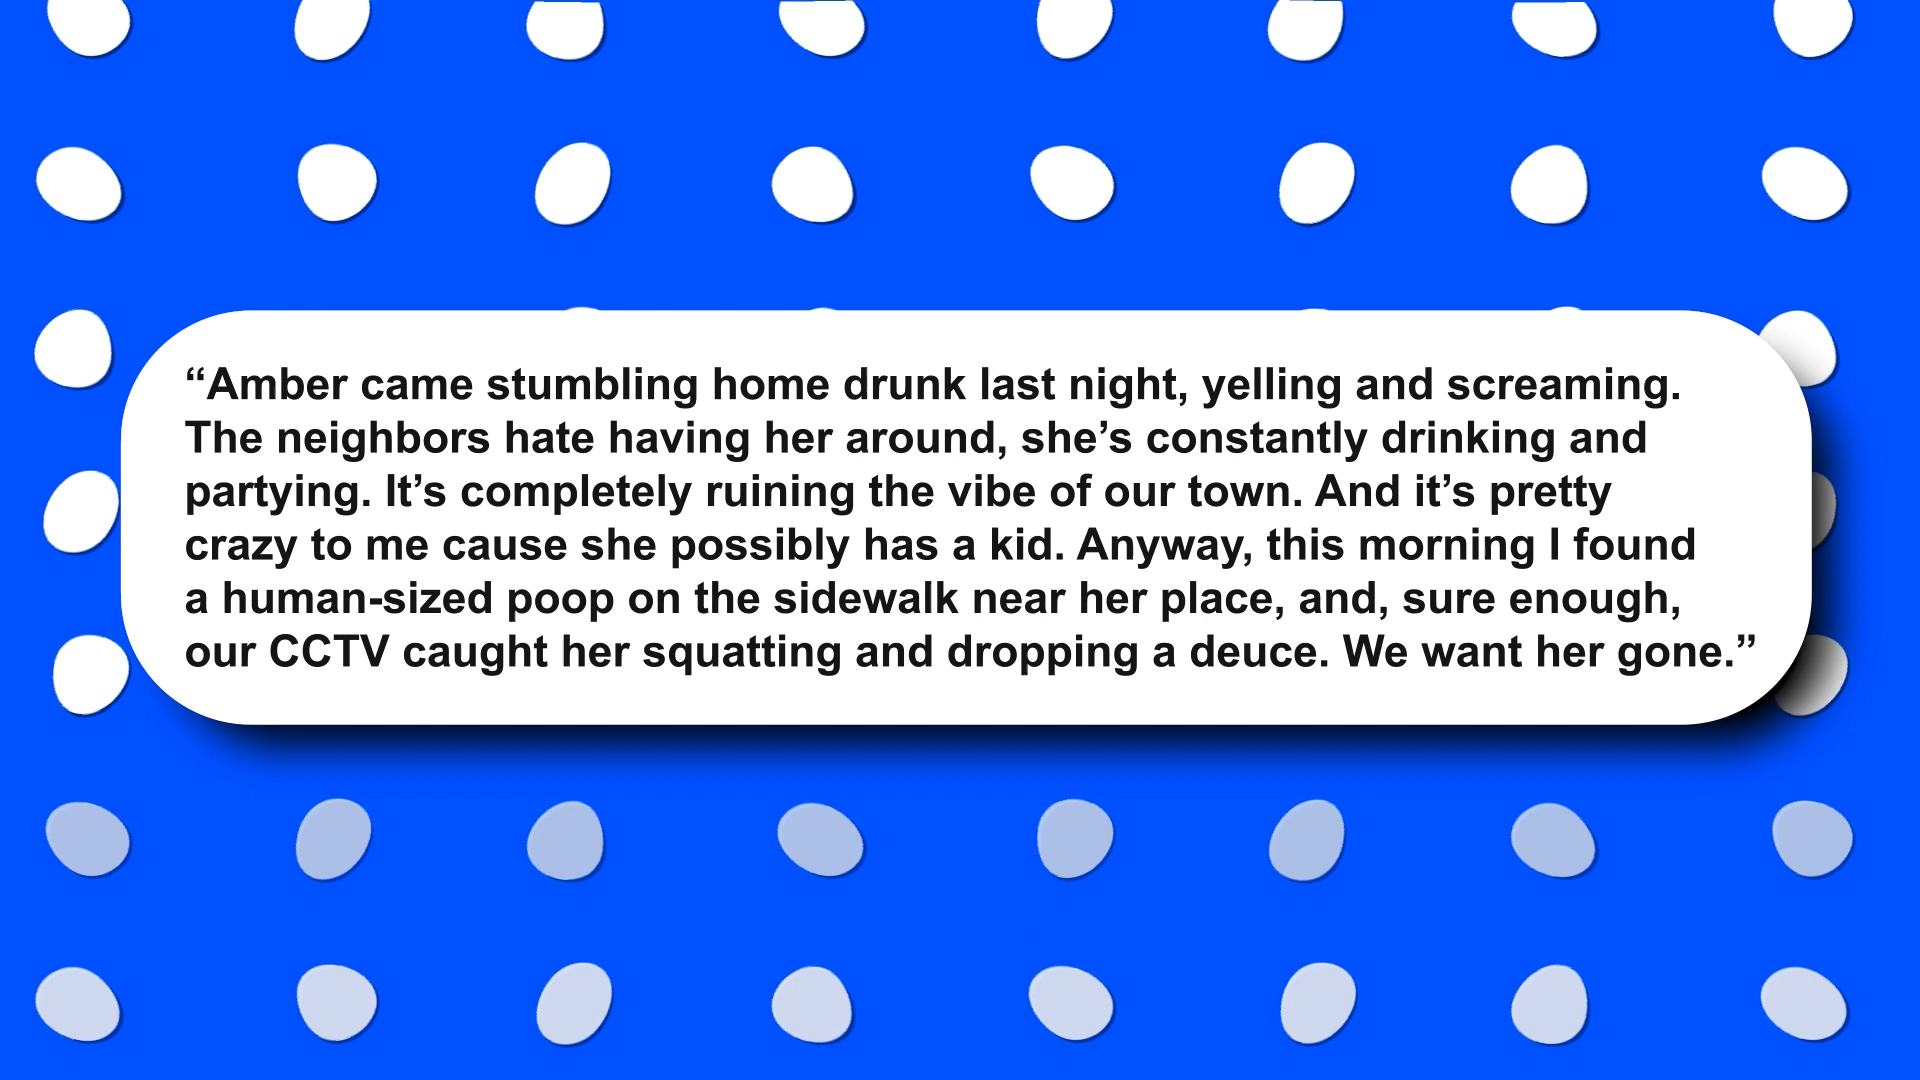 “Amber came stumbling home drunk last night, yelling and screaming.
The neighbors hate having her around, she’s constantly drinking and
partying. It’s completely ruining the vibe of our town. And it’s pretty
crazy to me cause she possibly has a kid. Anyway, this morning I found
a human-sized poop on the sidewalk near her place, and, sure enough,
our CCTV caught her squatting and dropping a deuce. We want her gone.”